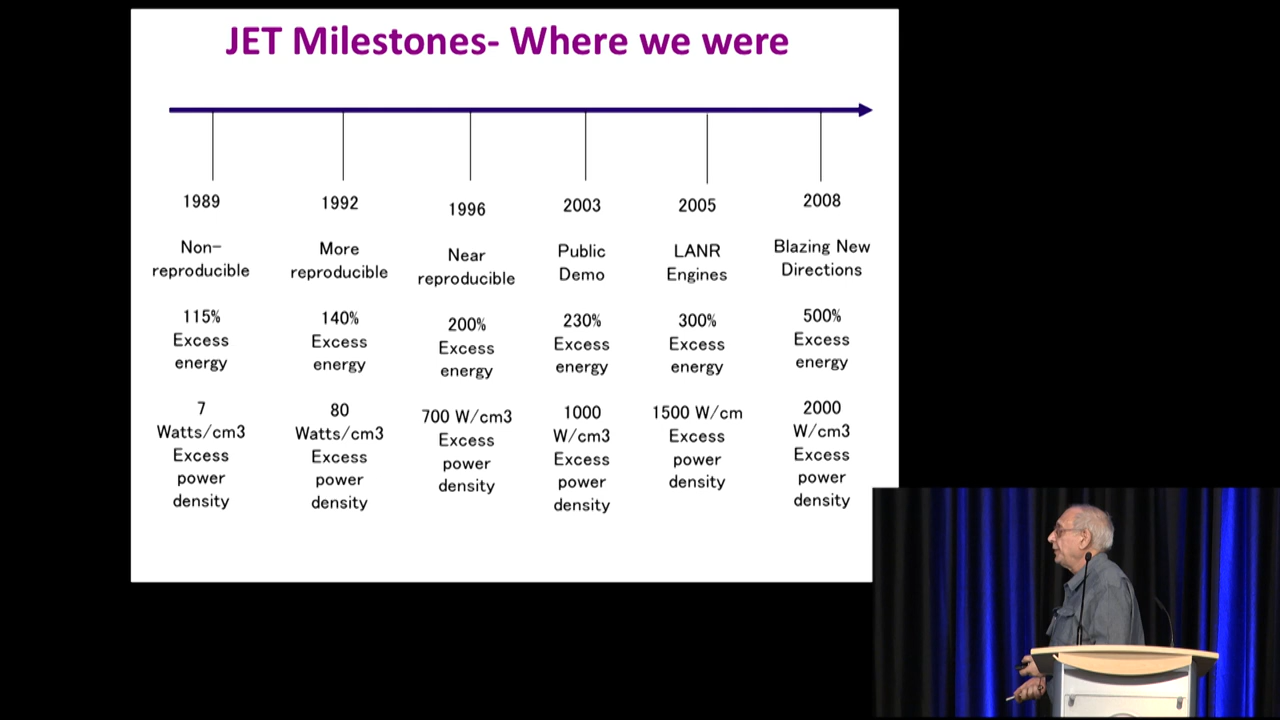 JET Milestones- Where we were
1989
Non-
reproducible
115%
Excess
energy
7
Watts/cm3
Excess
power
density
1992
More
reproducible
140%
Excess
energy
80
Watts/cm3
Excess
power
density
1996
Near
reproducible
200%
Excess
energy
700 W/cm3
Excess
power
density
2003
Public
Demo
230%
Excess
energy
1000
W/cm3
Excess
power
density
2005
LANR
Engines
300%
Excess
energy
1500 W/cm
Excess
power
density
2008
Blazing New
Directions
500%
Excess
energy
2000
W/cm3
Excess
power
density